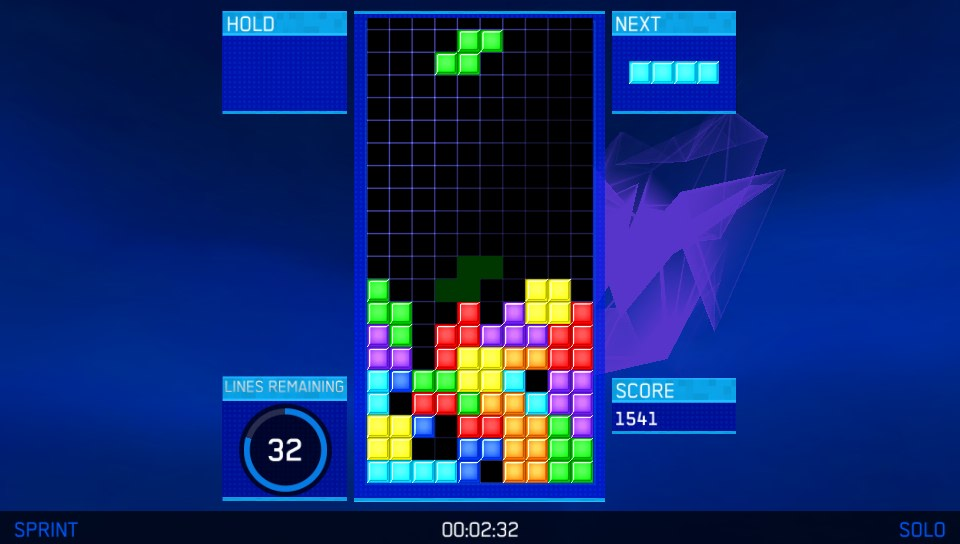 HOLD
NEXT
LINES REMAINING
32
SCORE
1541
SPRINT
00:02:32
SOLO